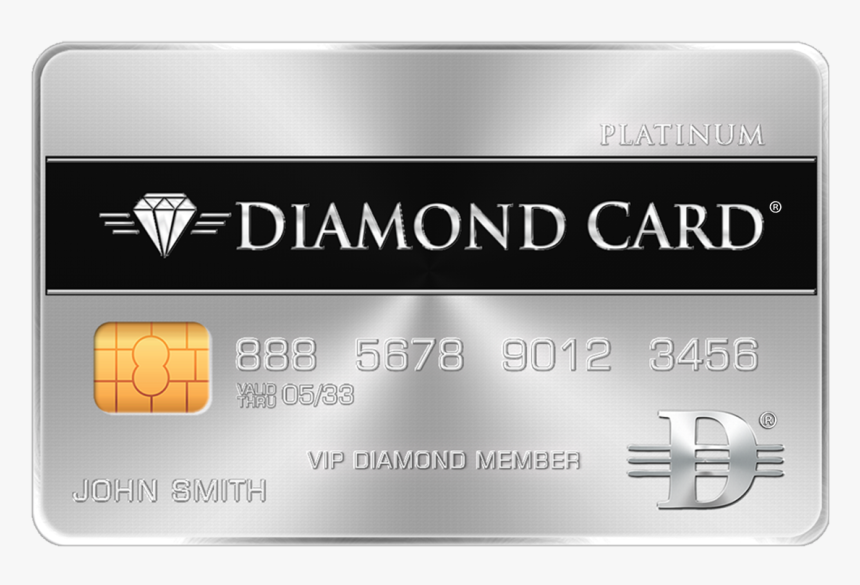 PLATINUM
DIAMOND CARD®
888 5678 9012 3456
VALID THRU 05/33
VIP DIAMOND MEMBER
D®
JOHN SMITH